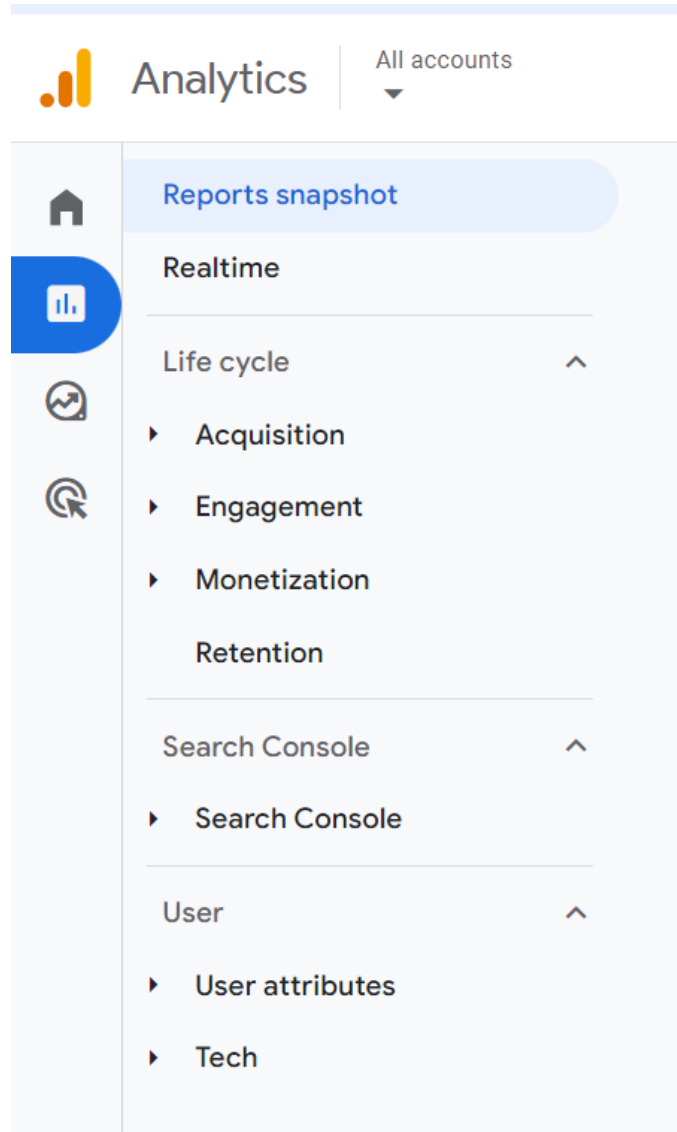 Analytics
All accounts
Reports snapshot
Realtime
Life cycle
Acquisition
Engagement
Monetization
Retention
Search Console
Search Console
User
User attributes
Tech